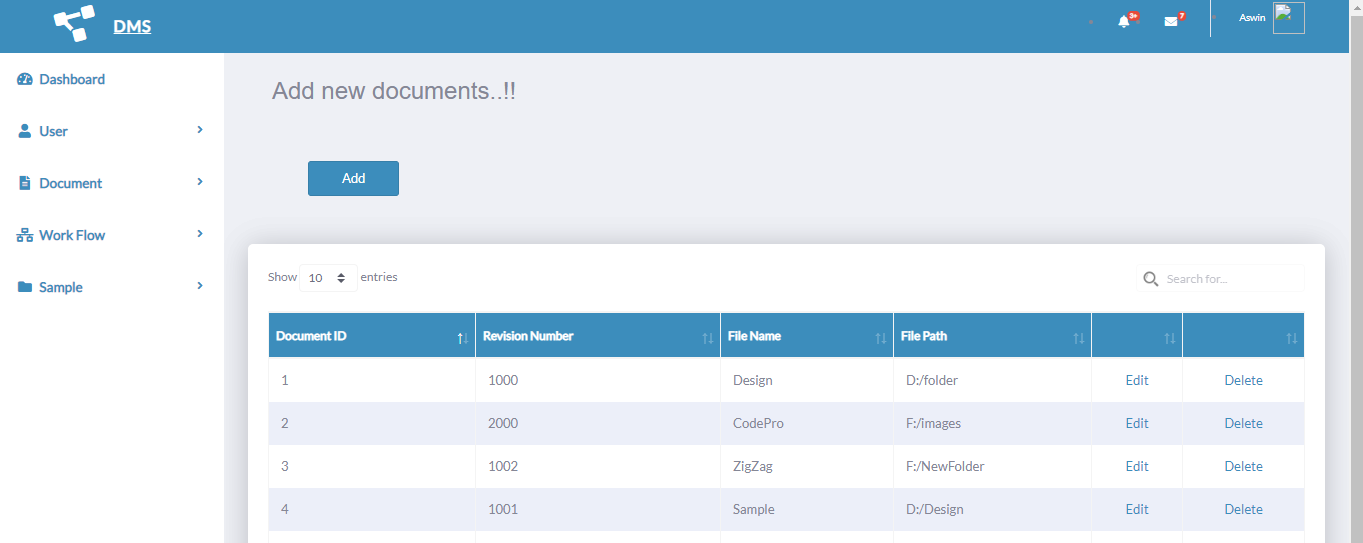 DMS
3+
7
Aswin
Dashboard
User
Document
Work Flow
Sample
Add new documents..!!
Add
Show 10 entries
Search for...
Document ID Revision Number File Name File Path
1 1000 Design D:/folder Edit Delete
2 2000 CodePro F:/images Edit Delete
3 1002 ZigZag F:/NewFolder Edit Delete
4 1001 Sample D:/Design Edit Delete